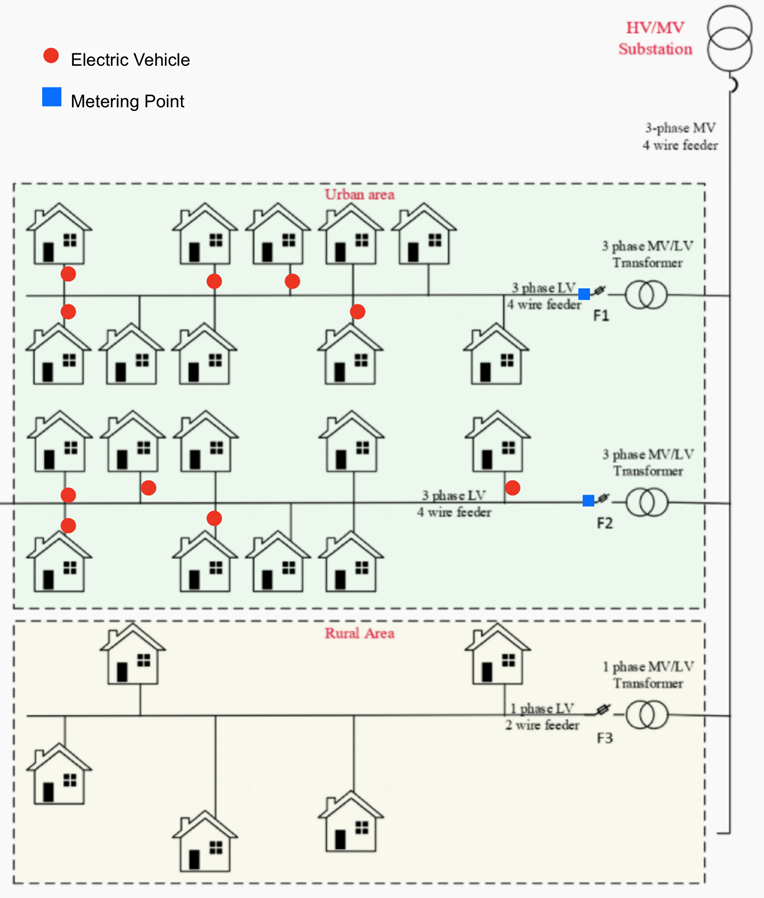 HV/MV
Substation
Electric Vehicle
Metering Point
3-phase MV
4 wire feeder
Urban area
3 phase MV/LV
Transformer
3 phase LV
4 wire feeder
F1
3 phase MV/LV
Transformer
3 phase LV
4 wire feeder
F2
Rural Area
1 phase MV/LV
Transformer
1 phase LV
2 wire feeder
F3